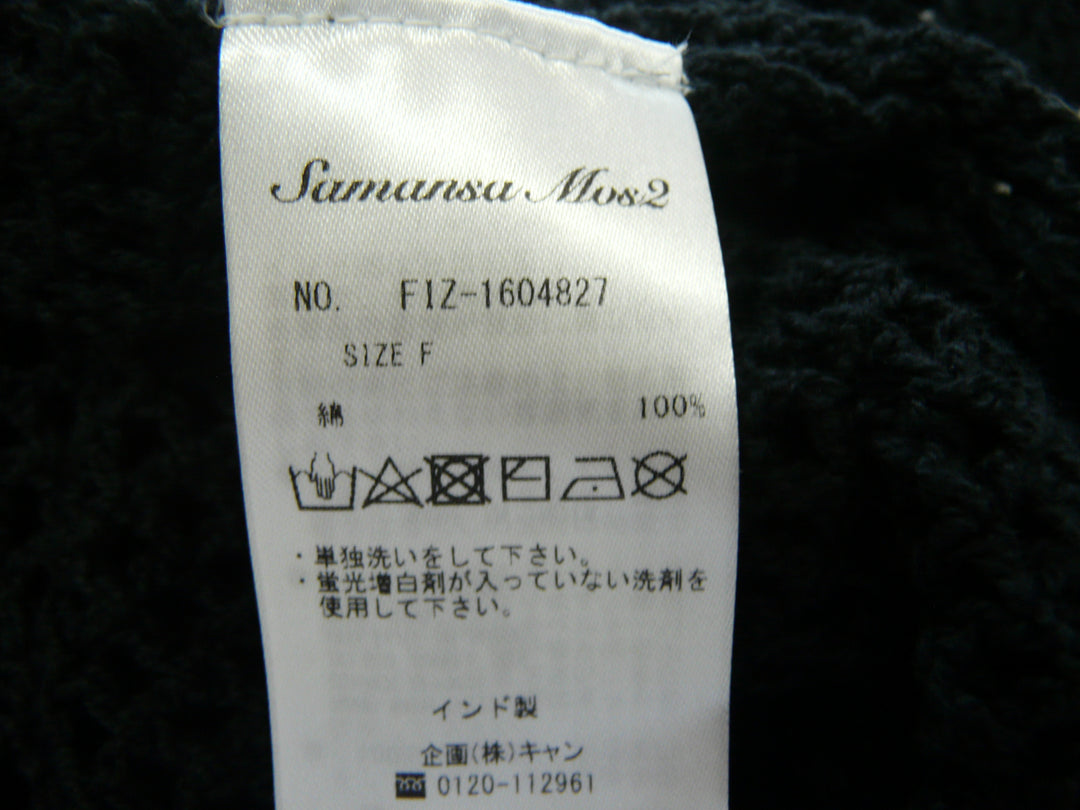 Samansa Mos2
NO. F1Z-1604827
SIZE F
綿 100%
・単独洗いをして下さい。
・蛍光増白剤が入っていない洗剤を
使用して下さい。
インド製
企画(株)キャン
0120-112961